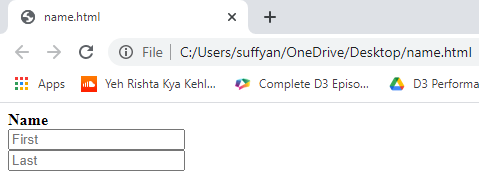 name.html
File | C:/Users/suffyan/OneDrive/Desktop/name.html
Apps Yeh Rishta Kya Kehl... Complete D3 Episo... D3 Performa
Name
First
Last